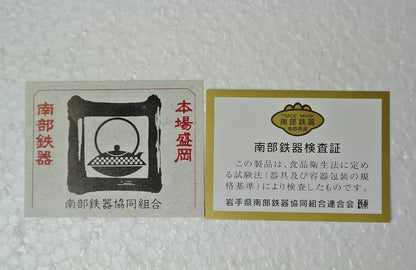 南部鉄器
本場盛岡
南部鉄器協同組合
TRADE MARK
南部鉄器
南部鉄器検査証
この製品は、食品衛生法に定め
る試験法(器具及び容器包装の規
格基準)により検査したものです。
岩手県南部鉄器協同組合連合会